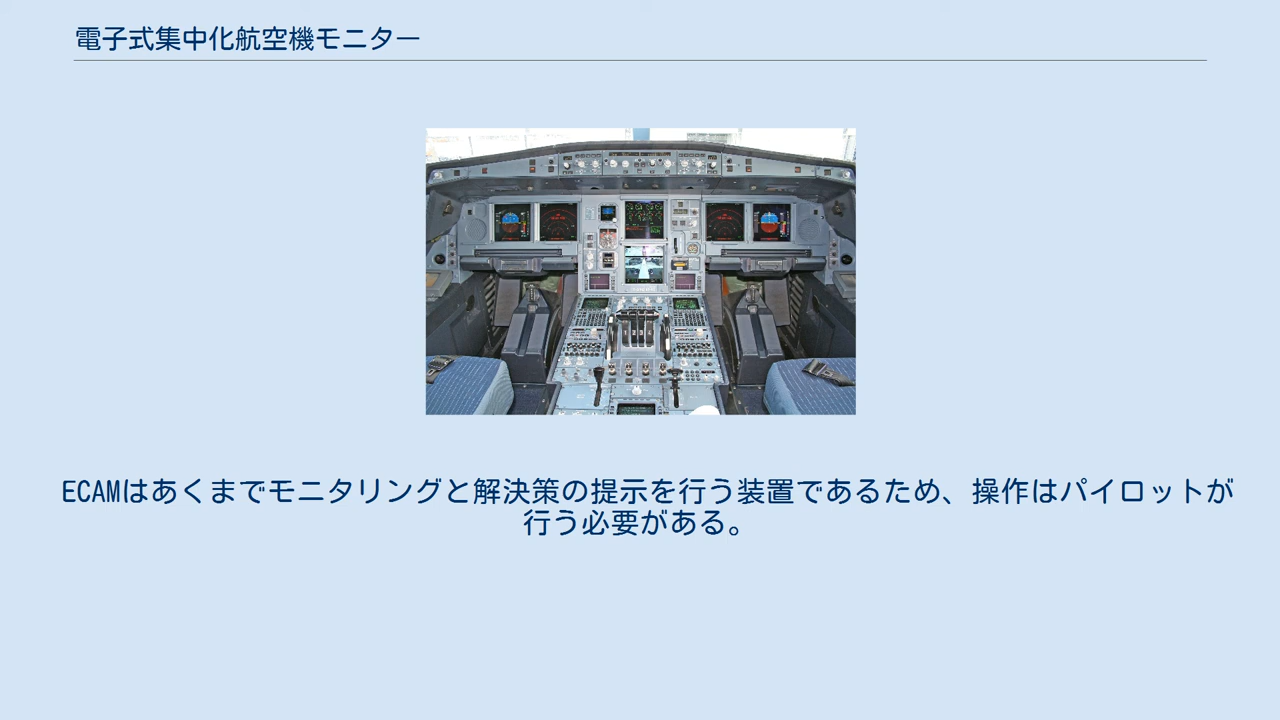 電子式集中化航空機モニター
ECAMはあくまでモニタリングと解決策の提示を行う装置であるため、操作はパイロットが
行う必要がある。